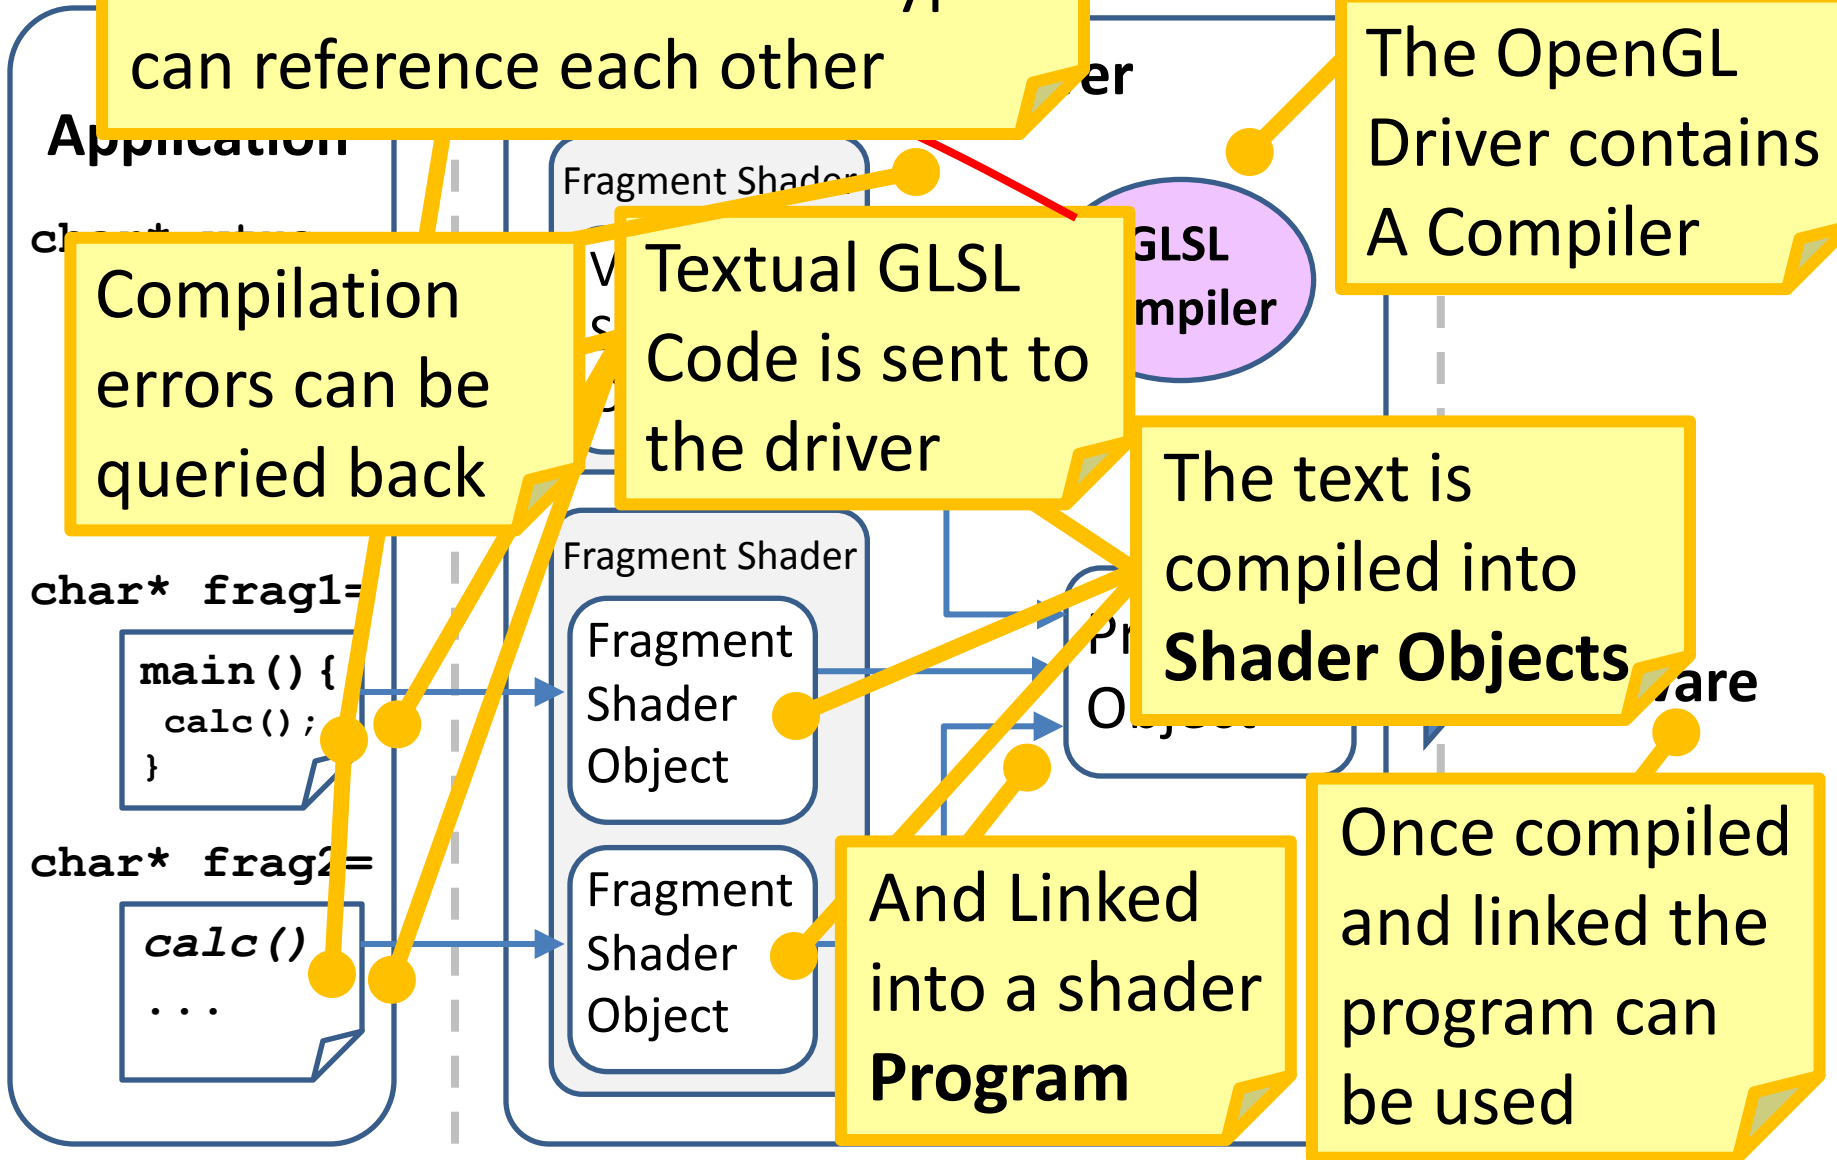 can reference each other
Application
char*
Fragment Shader
GLSL
The OpenGL
Driver contains
A Compiler
Compilation
errors can be
queried back
Textual GLSL
Code is sent to
the driver
The text is
compiled into
Shader Objects
char* frag1=
main(){
calc();
}
Fragment Shader
Fragment
Shader
Object
Object
char* frag2=
calc()
...
Fragment
Shader
Object
And Linked
into a shader
Program
Once compiled
and linked the
program can
be used